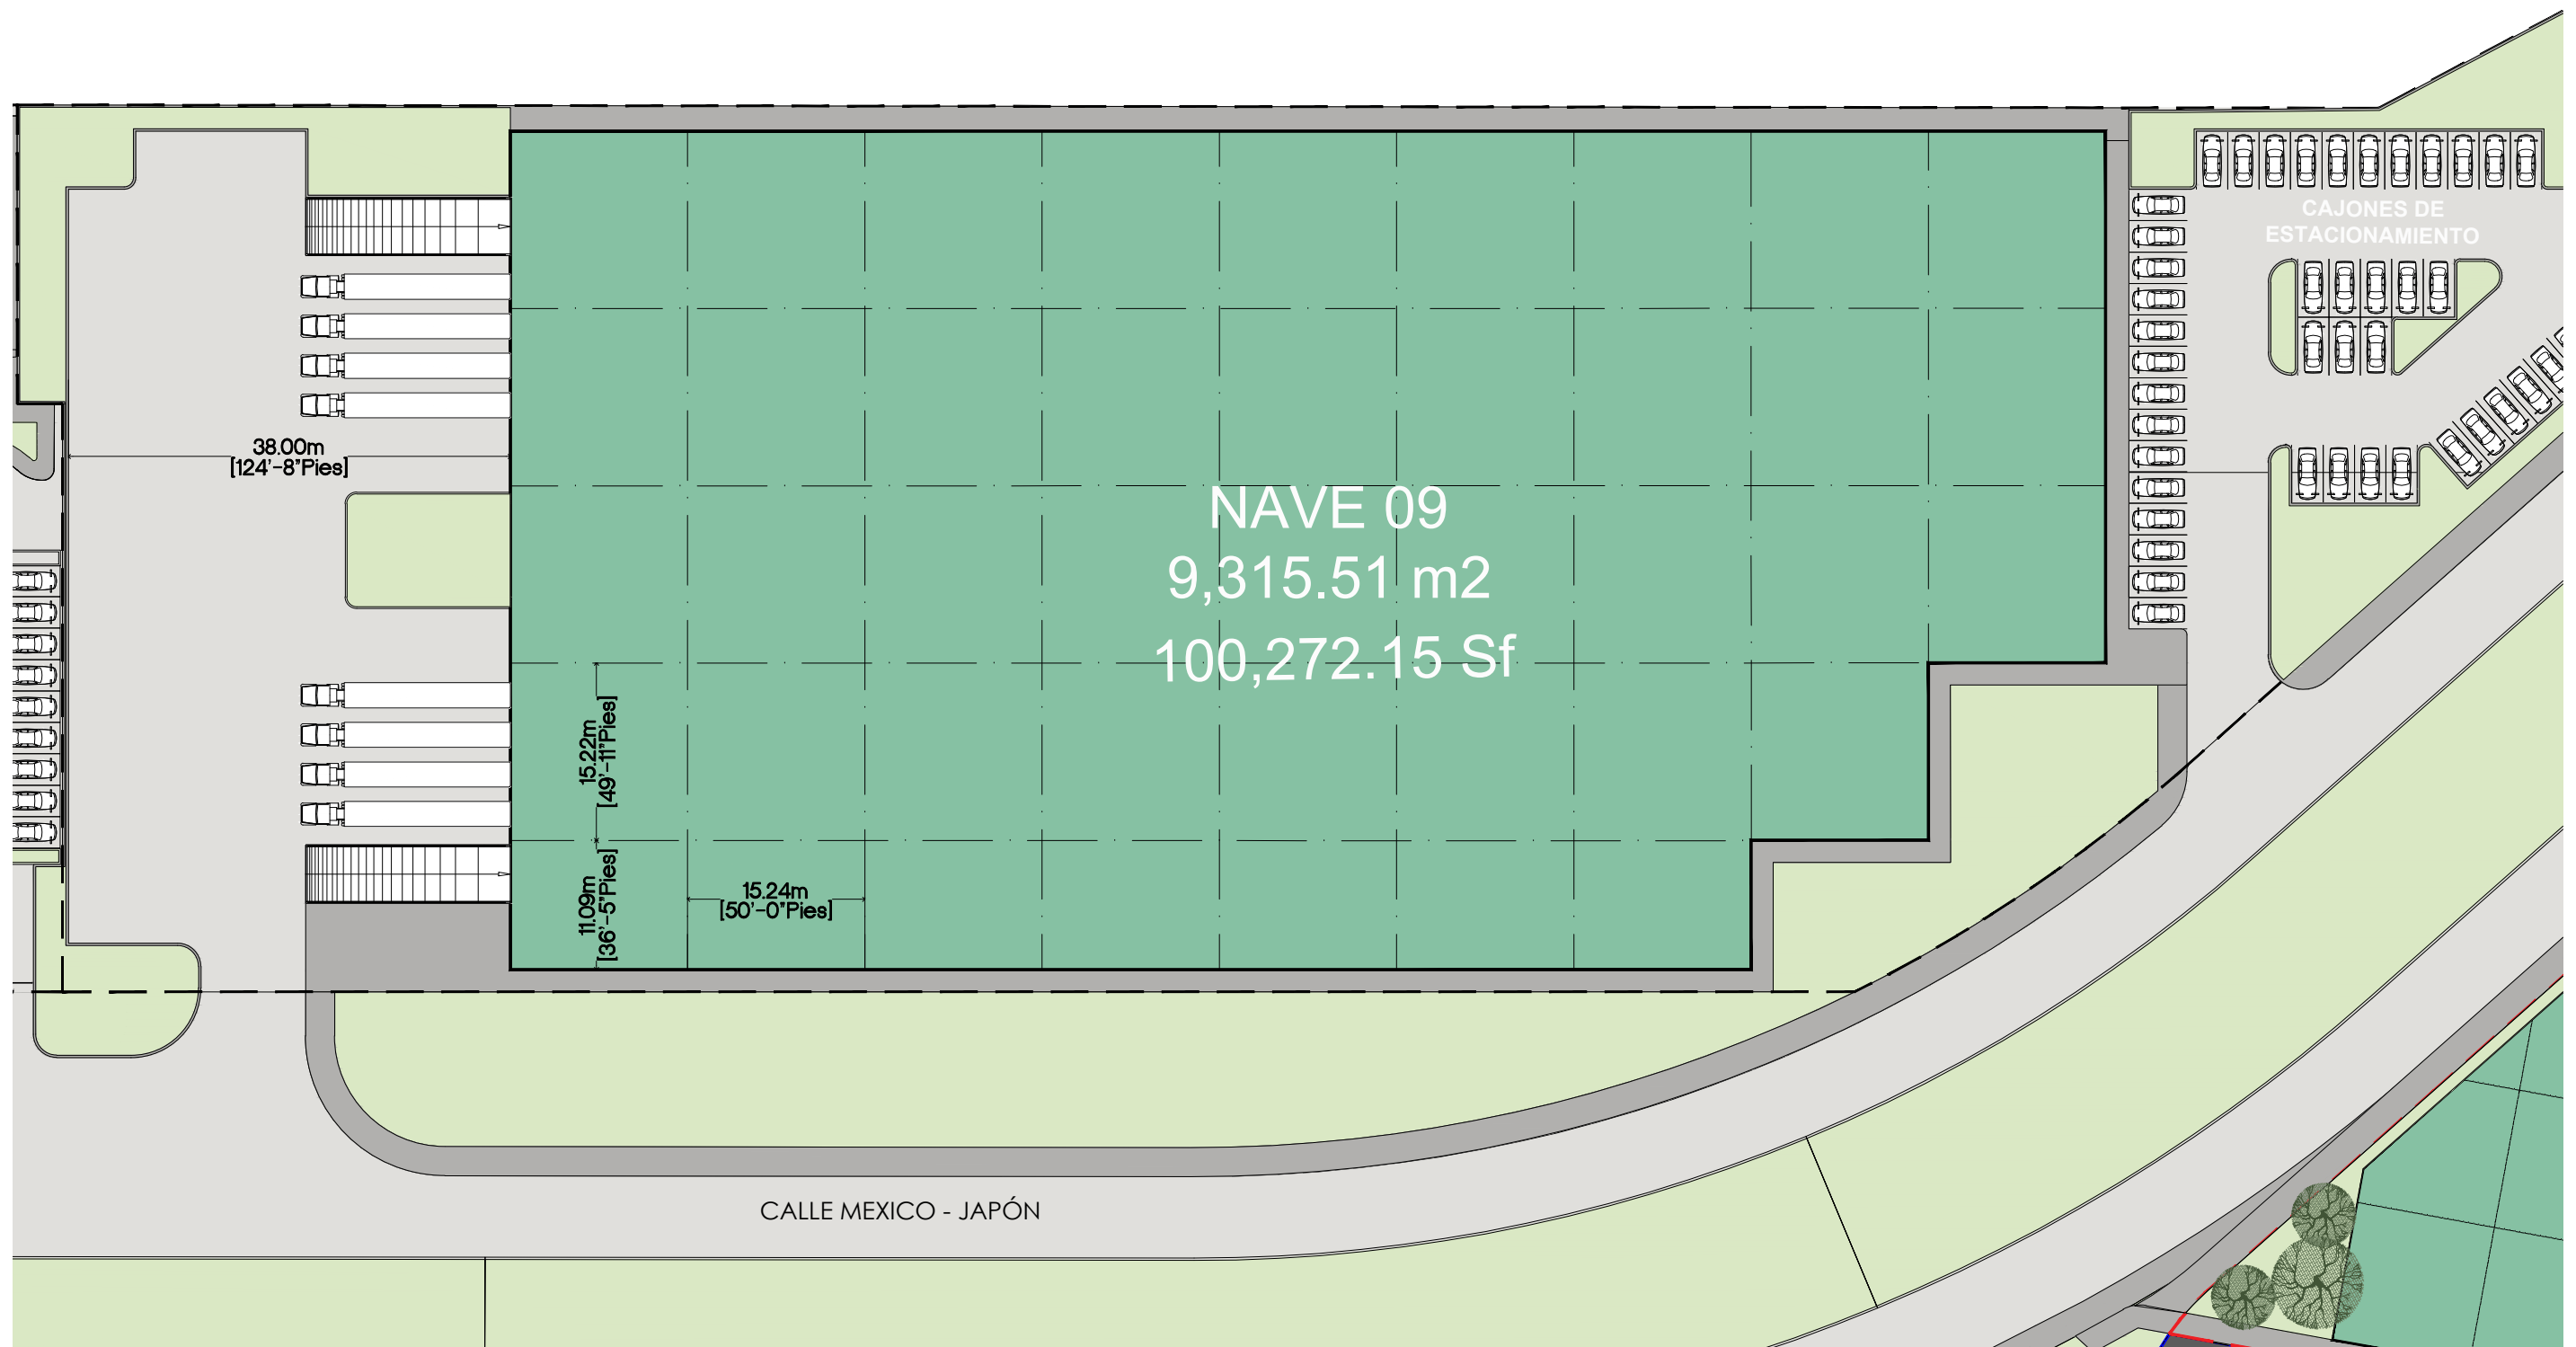 CAJONES DE
ESTACIONAMIENTO
38.00m
[124'-8"Pies]
NAVE 09
9,315.51 m2
100,272.15 Sf
15.22m
[49'-11"Pies]
11.09m
[36'-5"Pies]
15.24m
[50'-0"Pies]
CALLE MEXICO - JAPÓN